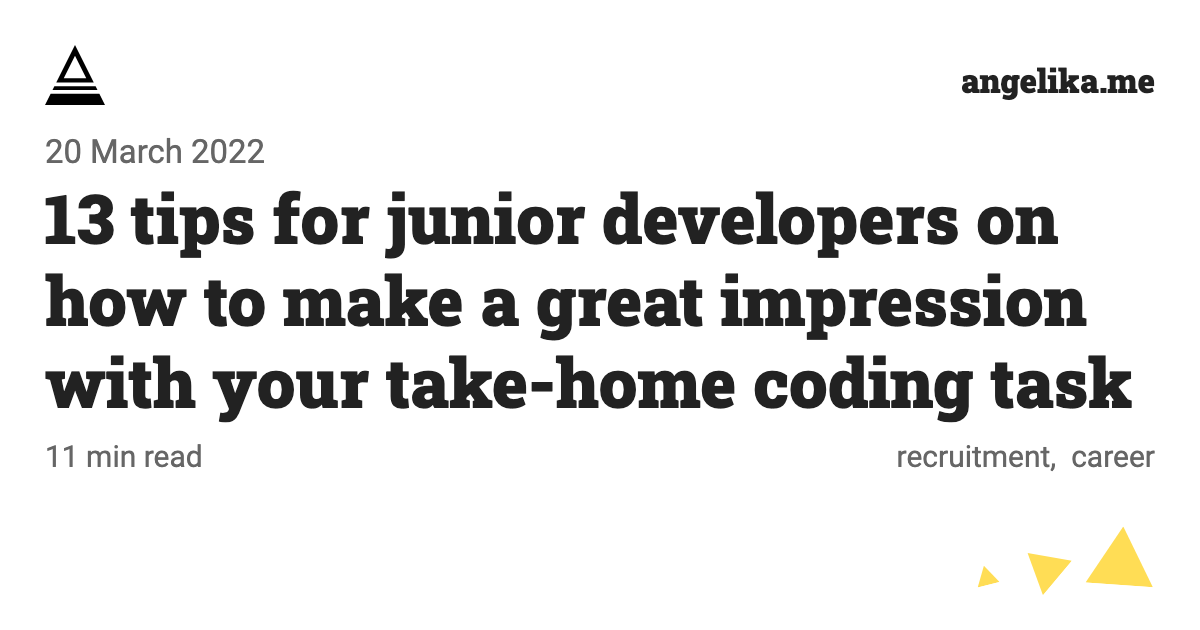 angelika.me
20 March 2022
13 tips for junior developers on
how to make a great impression
with your take-home coding task
11 min read
recruitment, career